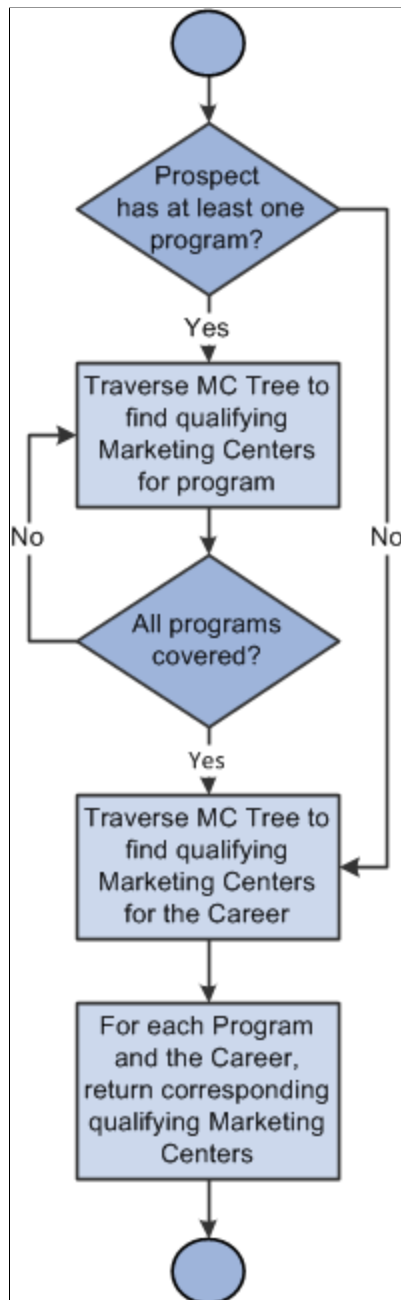 Prospect
has at least one
program?
Yes
Traverse MC Tree to
find qualifying
Marketing Centers
for program
No
No
All programs
covered?
Yes
Traverse MC Tree to
find qualifying
Marketing Centers
for the Career
For each Program
and the Career,
return corresponding
qualifying Marketing
Centers